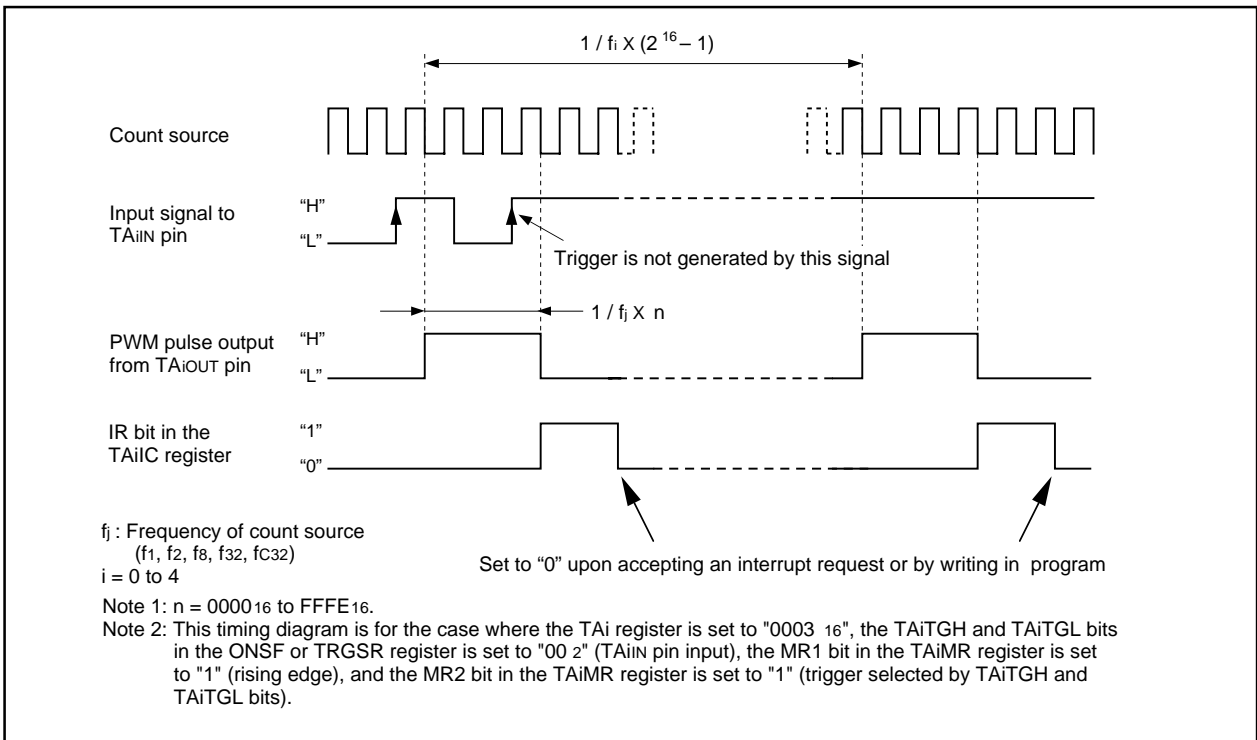 1 / fi X (2 16 – 1)
Count source
Input signal to
TAiIN pin
“H”
“L”
Trigger is not generated by this signal
1 / fj X n
PWM pulse output
from TAiOUT pin
“H”
“L”
IR bit in the
TAiIC register
“1”
“0”
fj : Frequency of count source
(f1, f2, f8, f32, fC32)
i = 0 to 4
Set to “0” upon accepting an interrupt request or by writing in program
Note 1: n = 000016 to FFFE16.
Note 2: This timing diagram is for the case where the TAi register is set to "0003 16", the TAiTGH and TAiTGL bits
in the ONSF or TRGSR register is set to "00 2" (TAiIN pin input), the MR1 bit in the TAiMR register is set
to "1" (rising edge), and the MR2 bit in the TAiMR register is set to "1" (trigger selected by TAiTGH and
TAiTGL bits).